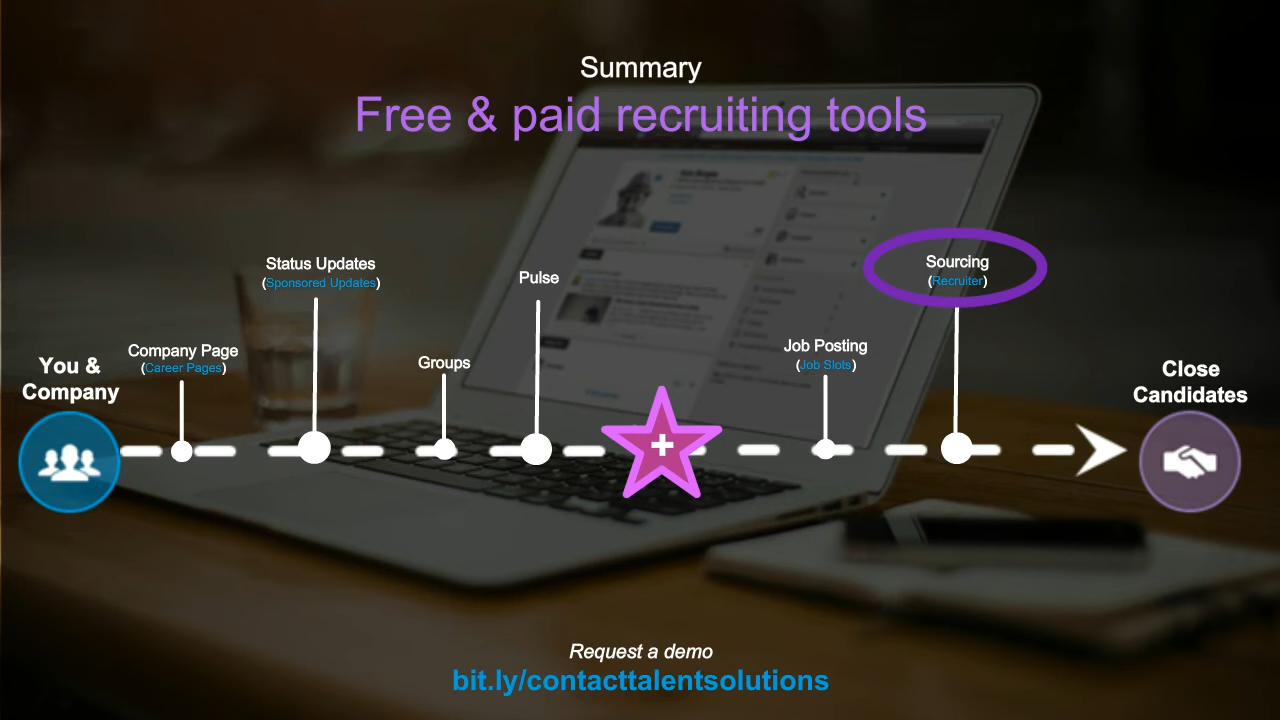 Summary
Free & paid recruiting tools
Status Updates
(Sponsored Updates)
Pulse
Sourcing
(Recruiter)
Company Page
(Career Pages)
Groups
Job Posting
(Job Slots)
You &
Company
Close
Candidates
+
Request a demo
bit.ly/contacttalentsolutions